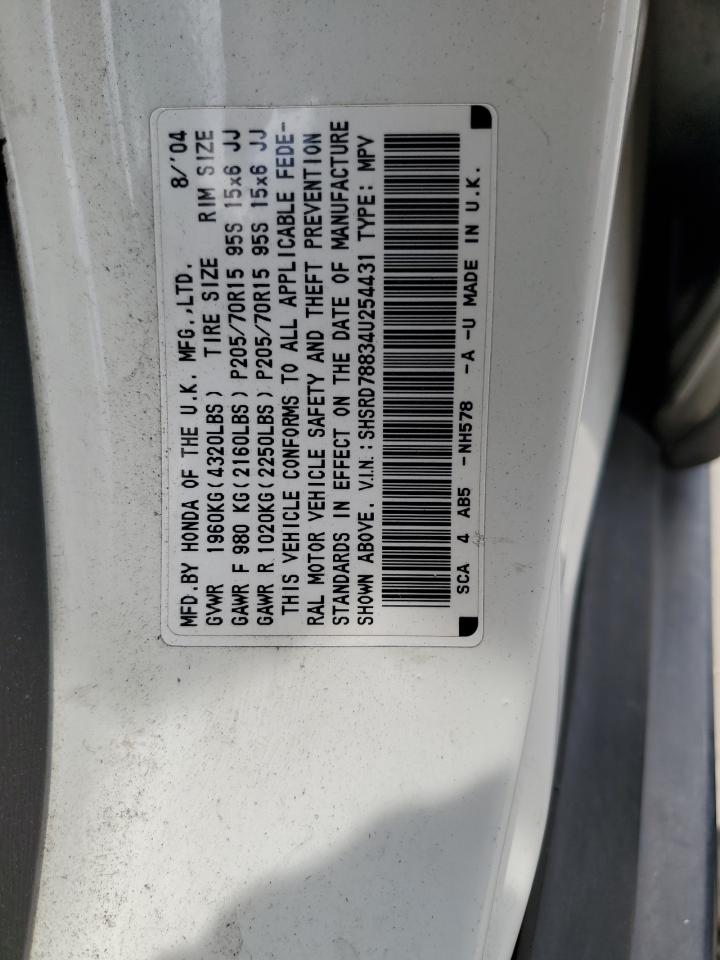 MFD.BY HONDA OF THE U.K. MFG.,LTD. 8/'04
GVWR 1960KG(4320LBS) TIRE SIZE RIM SIZE
GAWR F 980 KG(2160LBS) P205/70R15 95S 15x6 JJ
GAWR R 1020KG(2250LBS) P205/70R15 95S 15x6 JJ
THIS VEHICLE CONFORMS TO ALL APPLICABLE FEDE-
RAL MOTOR VEHICLE SAFETY AND THEFT PREVENTION
STANDARDS IN EFFECT ON THE DATE OF MANUFACTURE
SHOWN ABOVE. V.I.N.:SHSRD78834U254431 TYPE: MPV
SCA 4 AB5 -NH578 -A -U MADE IN U.K.